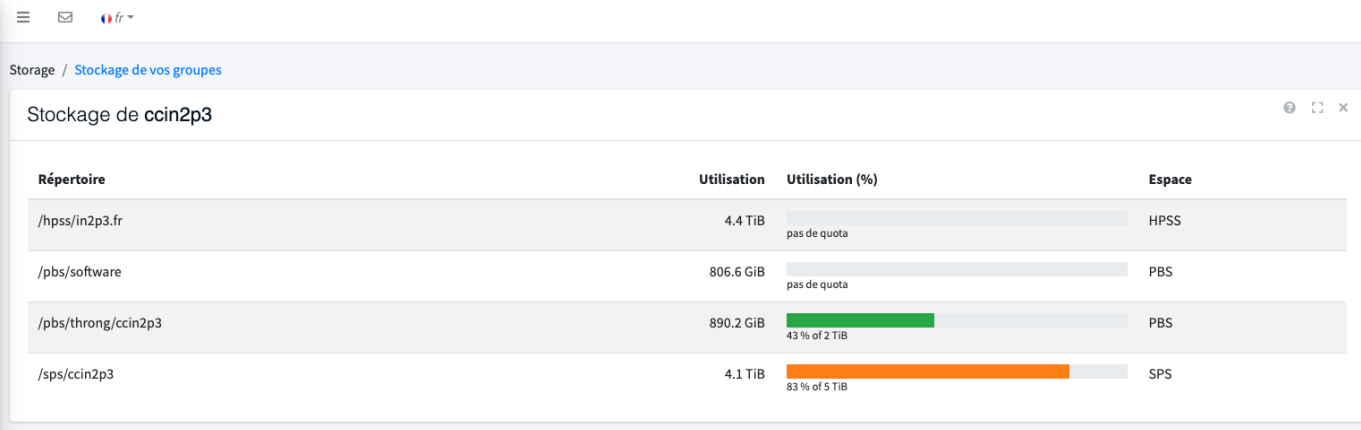 fr
Storage / Stockage de vos groupes
Stockage de ccin2p3
Répertoire Utilisation Utilisation (%) Espace
/hpss/in2p3.fr 4.4 TiB pas de quota HPSS
/pbs/software 806.6 GiB pas de quota PBS
/pbs/throng/ccin2p3 890.2 GiB 43 % of 2 TiB PBS
/sps/ccin2p3 4.1 TiB 83 % of 5 TiB SPS